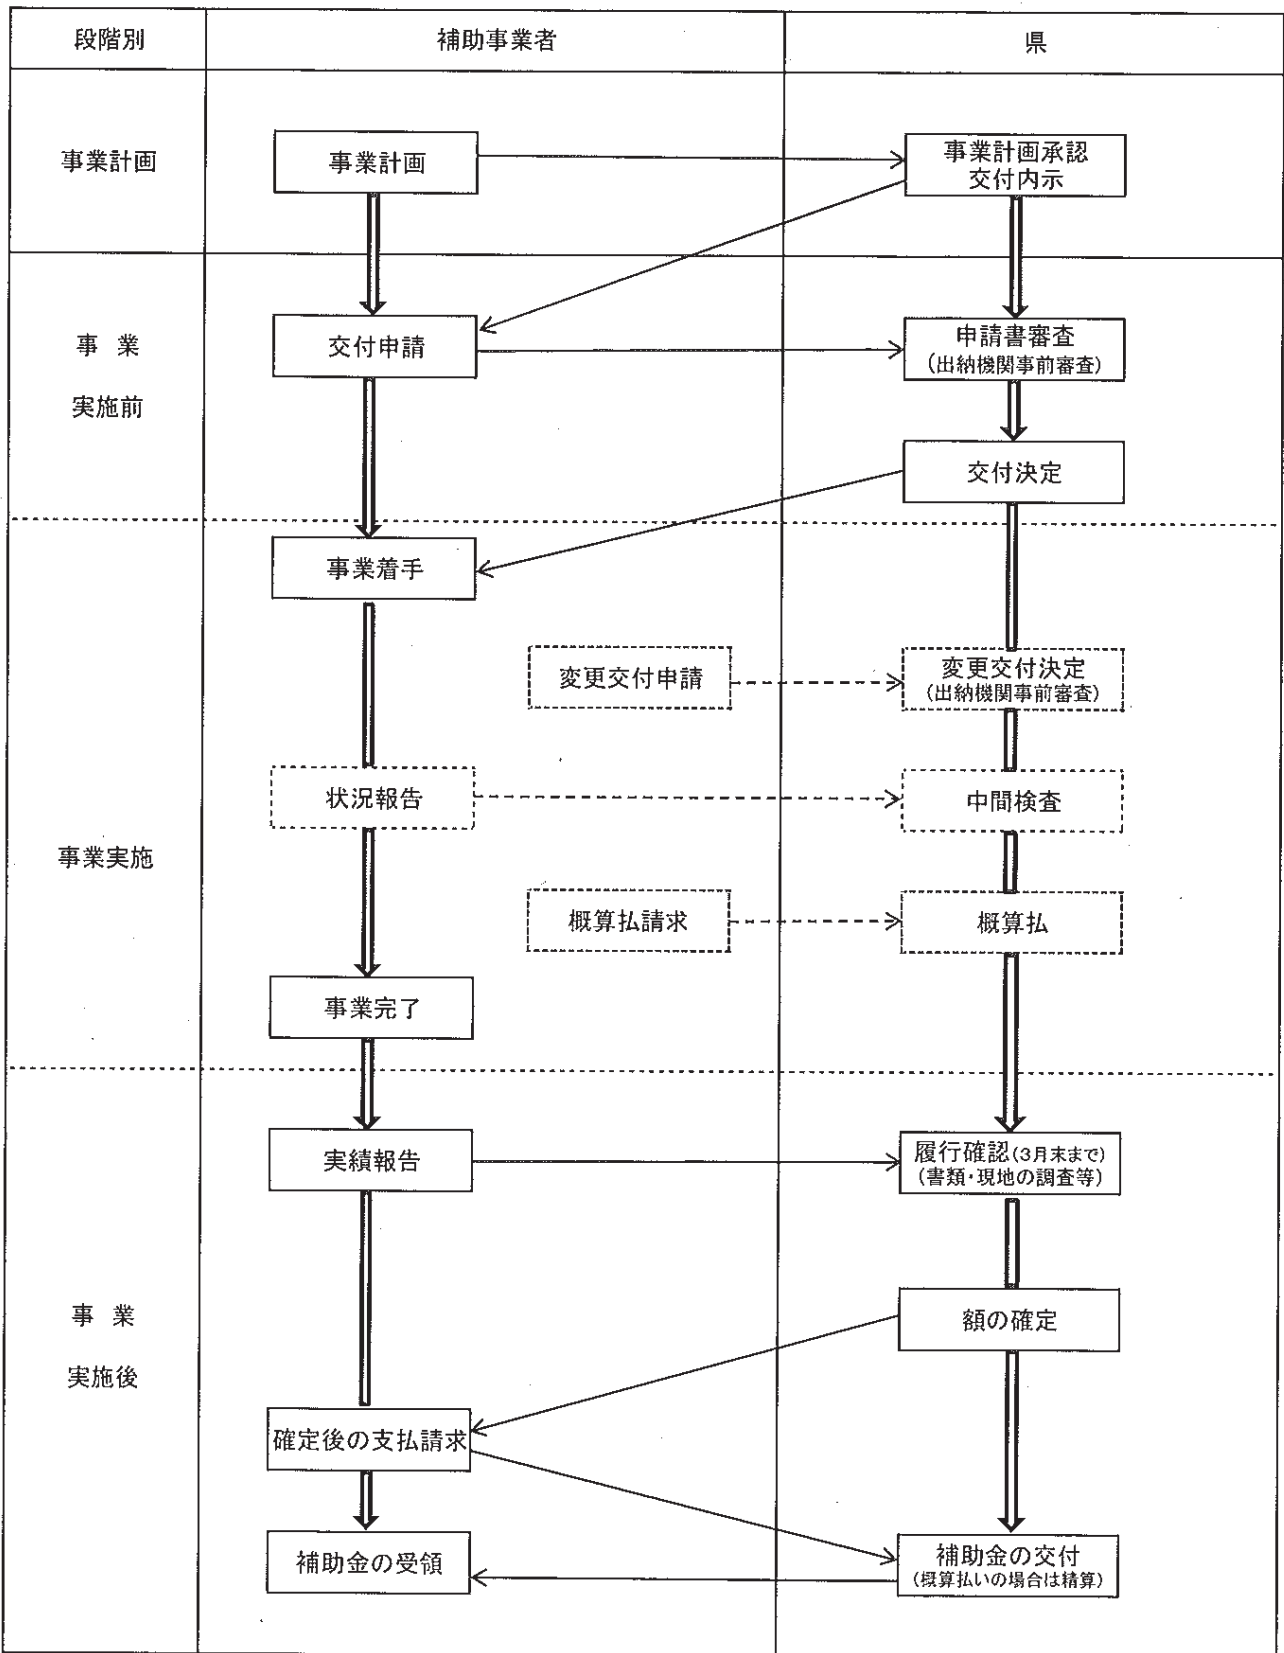 段階別
補助事業者
県
事業計画
事業計画
事業計画承認
交付内示
事 業
実施前
交付申請
申請書審査
(出納機関事前審査)
交付決定
事業実施
事業着手
変更交付申請
変更交付決定
(出納機関事前審査)
状況報告
中間検査
概算払請求
概算払
事業完了
事 業
実施後
実績報告
履行確認(3月末まで)
(書類・現地の調査等)
額の確定
確定後の支払請求
補助金の受領
補助金の交付
(概算払いの場合は精算)